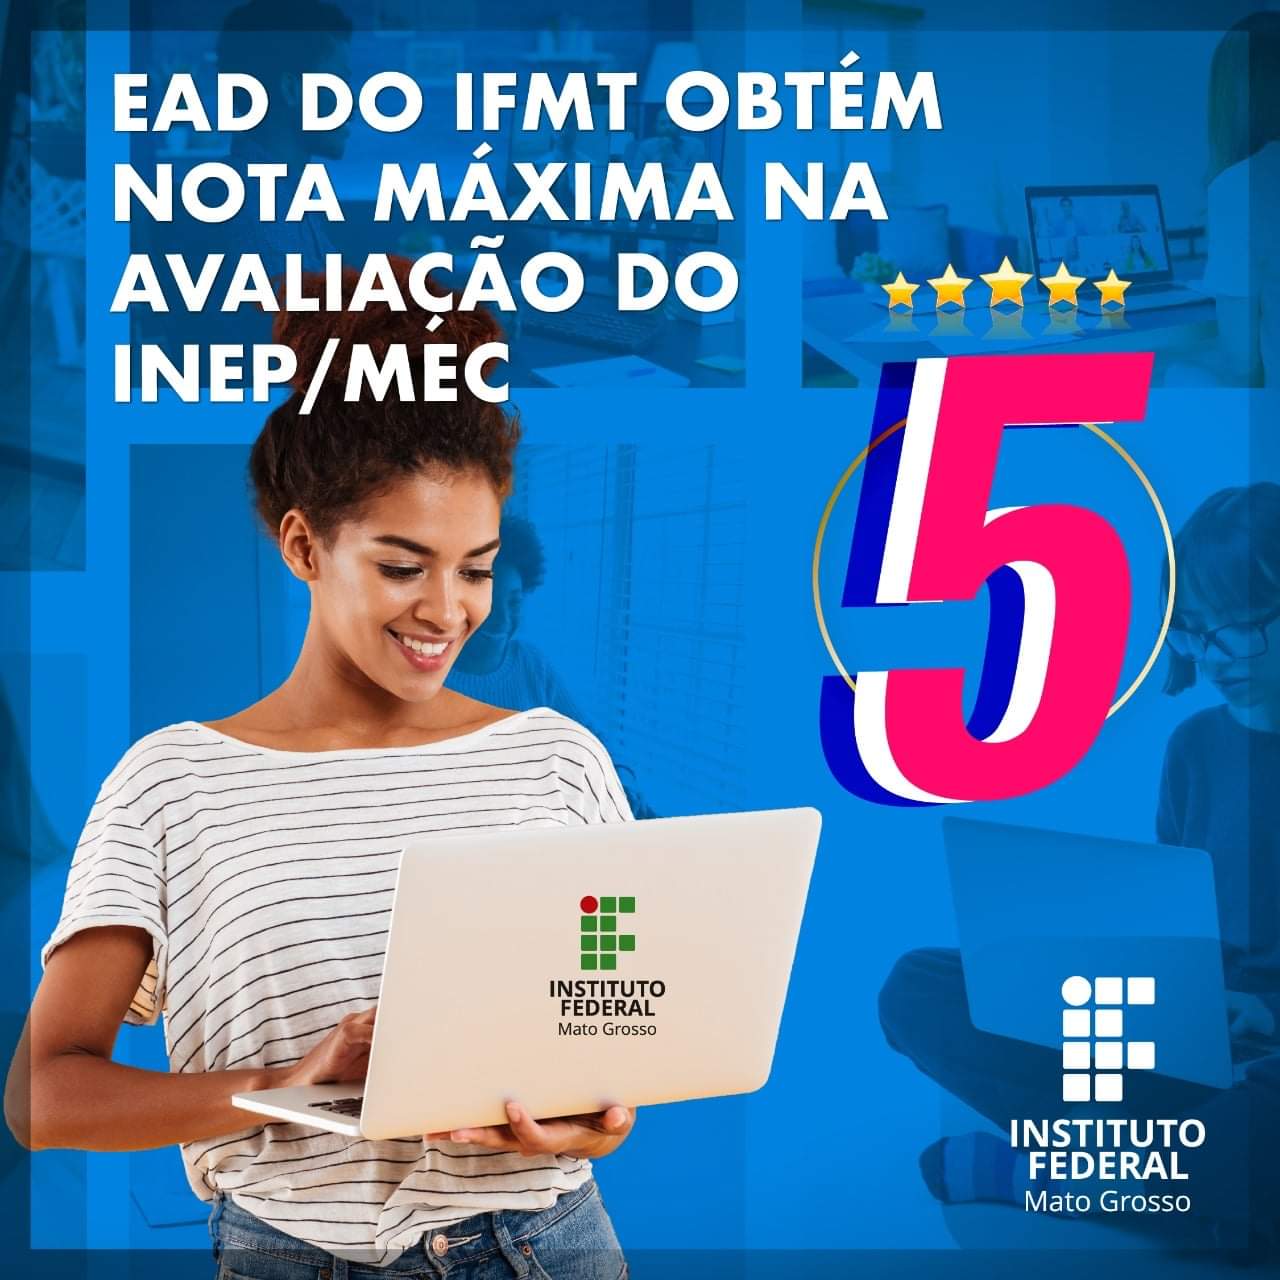 EAD DO IFMT OBTÉM
NOTA MÁXIMA NA
AVALIAÇÃO DO
INEP/MEC
5
INSTITUTO
FEDERAL
Mato Grosso
INSTITUTO
FEDERAL
Mato Grosso